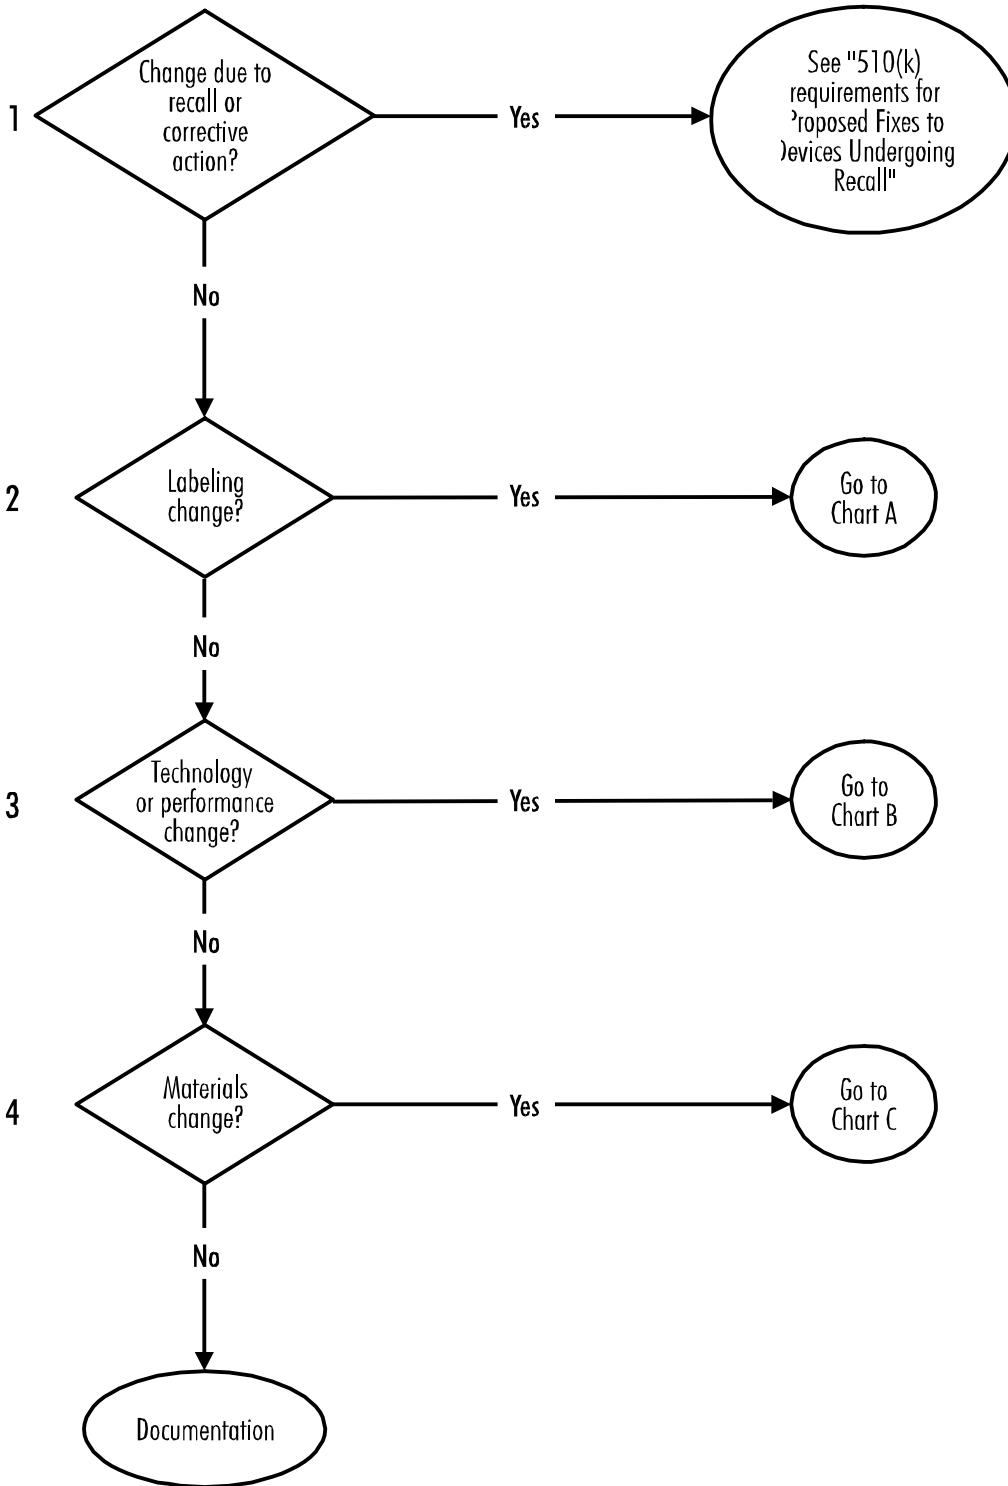 1
Change due to
recall or
corrective
action?
Yes
See "510(k)
requirements for
Proposed Fixes to
Devices Undergoing
Recall"
No
2
Labeling
change?
Yes
Go to
Chart A
No
3
Technology
or performance
change?
Yes
Go to
Chart B
No
4
Materials
change?
Yes
Go to
Chart C
No
Documentation